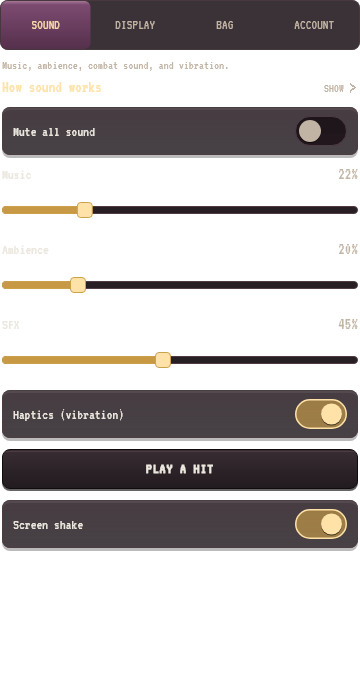 SOUND
DISPLAY
BAG
ACCOUNT
Music, ambience, combat sound, and vibration.
How sound works
SHOW >
Mute all sound
Music
22%
Ambience
20%
SFX
45%
Haptics (vibration)
PLAY A HIT
Screen shake